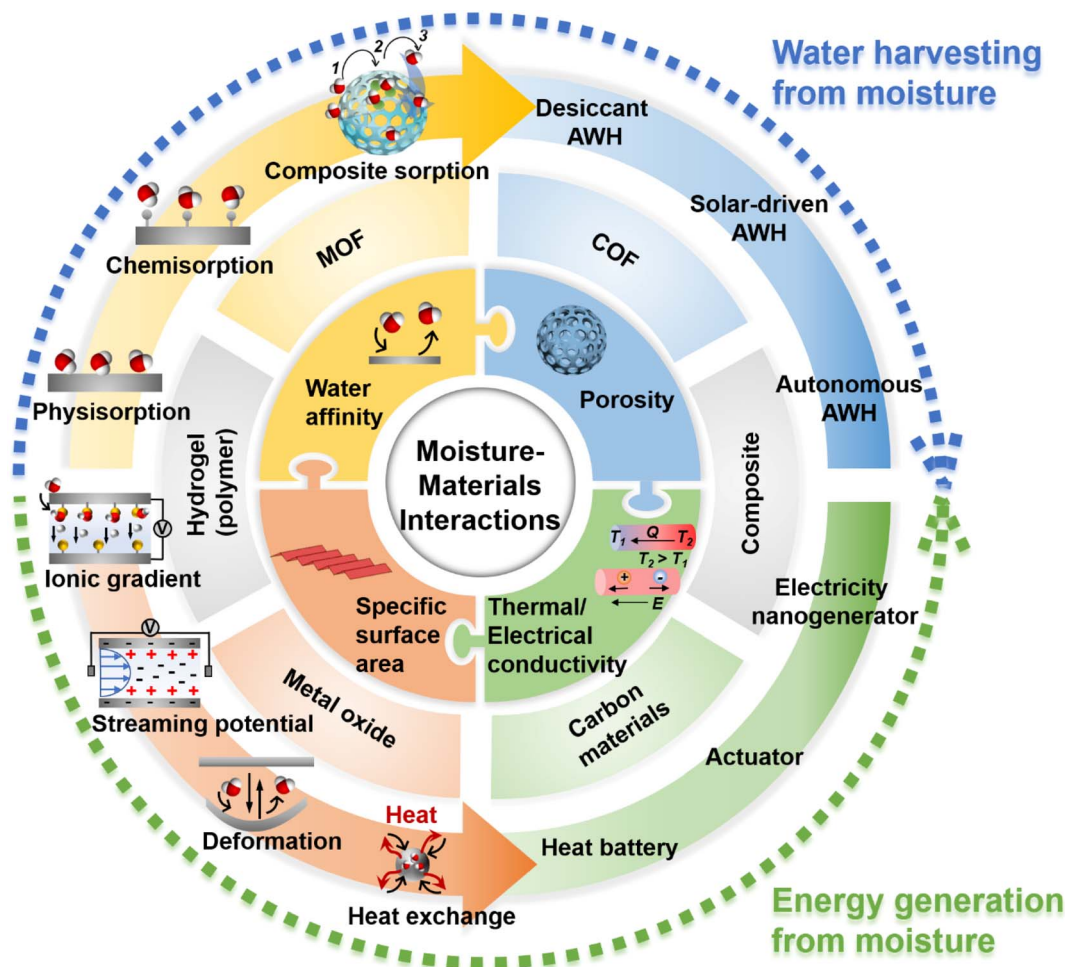 Water harvesting
from moisture
1
2
3
Composite sorption
Desiccant
AWH
Chemisorption
MOF
COF
Solar-driven
AWH
Physisorption
Water
affinity
Porosity
Autonomous
AWH
Hydrogel
(polymer)
Moisture-
Materials
Interactions
Composite
V
Ionic gradient
T1 Q T2
T2 > T1
+ -
E
Specific
surface
area
Thermal/
Electrical
conductivity
Electricity
nanogenerator
V
- - - - - -
+ + + +
- - - -
- - -
+ + + +
- - - - - -
Streaming potential
Metal oxide
Carbon
materials
Actuator
Deformation
Heat
Heat exchange
Heat battery
Energy generation
from moisture